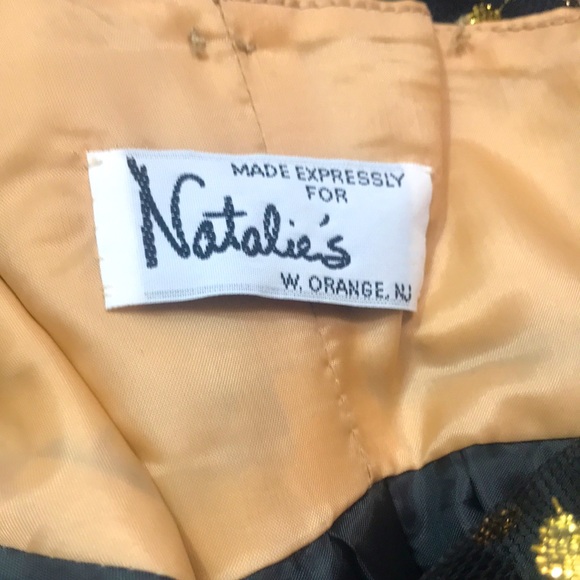 MADE EXPRESSLY
FOR
Natalie's
W. ORANGE, NJ